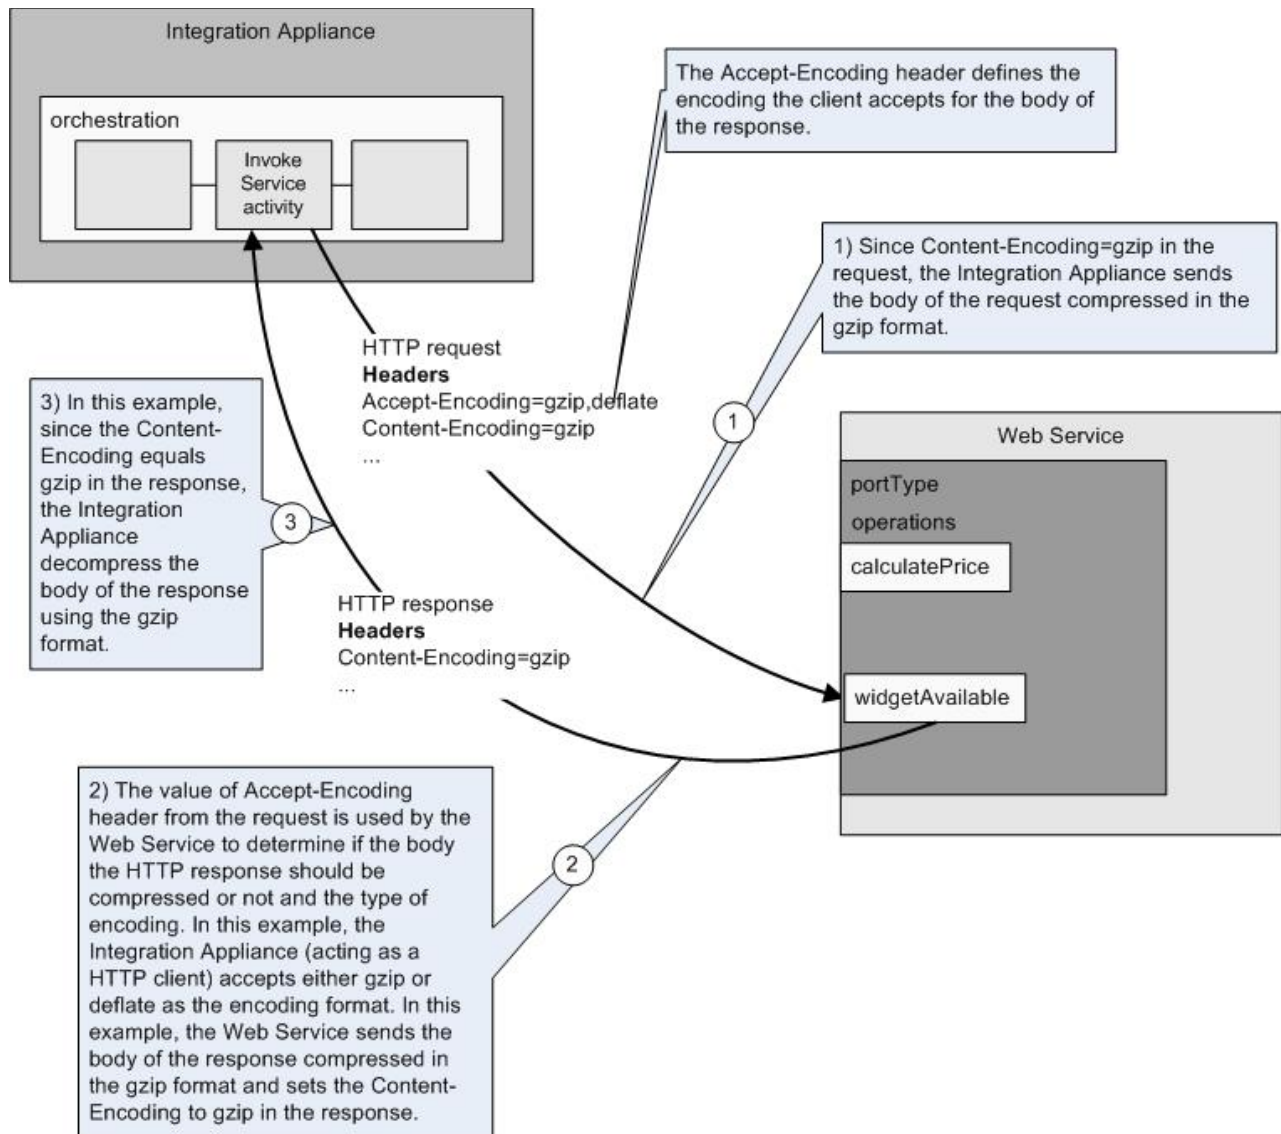 Integration Appliance
orchestration
Invoke
Service
activity
The Accept-Encoding header defines the
encoding the client accepts for the body of
the response.
1) Since Content-Encoding=gzip in the
request, the Integration Appliance sends
the body of the request compressed in the
gzip format.
HTTP request
Headers
Accept-Encoding=gzip,deflate
Content-Encoding=gzip
...
1
3) In this example,
since the Content-
Encoding equals
gzip in the response,
the Integration
Appliance
decompress the
body of the response
using the gzip
format.
3
Web Service
portType
operations
calculatePrice
widgetAvailable
HTTP response
Headers
Content-Encoding=gzip
...
2) The value of Accept-Encoding
header from the request is used by the
Web Service to determine if the body
the HTTP response should be
compressed or not and the type of
encoding. In this example, the
Integration Appliance (acting as a
HTTP client) accepts either gzip or
deflate as the encoding format. In this
example, the Web Service sends the
body of the response compressed in
the gzip format and sets the Content-
Encoding to gzip in the response.
2